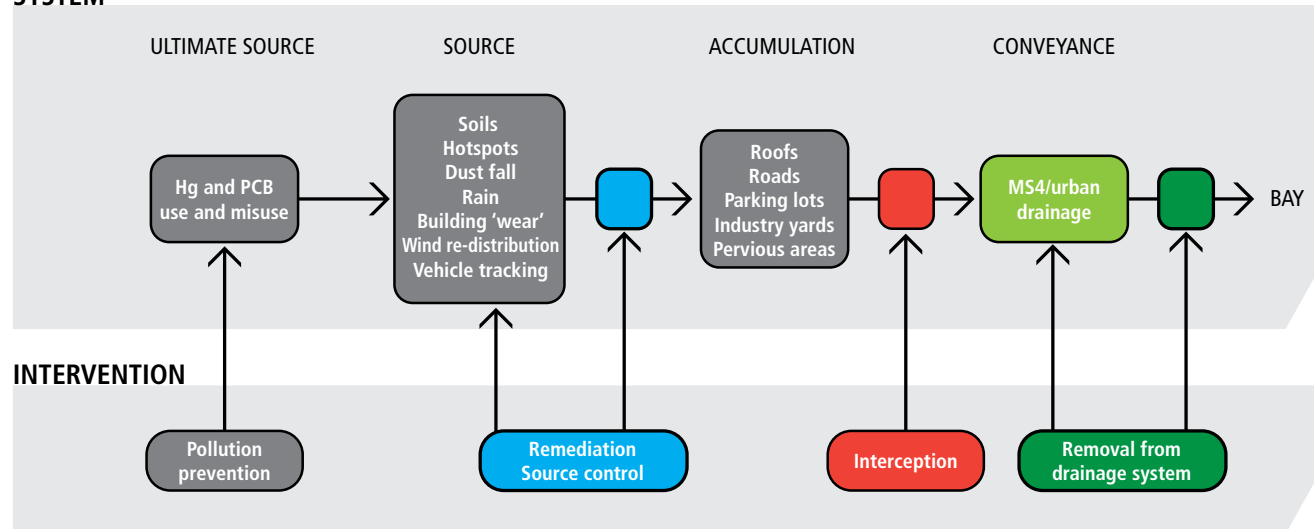 SYSTEM
ULTIMATE SOURCE
SOURCE
ACCUMULATION
CONVEYANCE
Hg and PCB
use and misuse
Soils
Hotspots
Dust fall
Rain
Building ‘wear’
Wind re-distribution
Vehicle tracking
Roofs
Roads
Parking lots
Industry yards
Pervious areas
MS4/urban
drainage
BAY
INTERVENTION
Pollution
prevention
Remediation
Source control
Interception
Removal from
drainage system